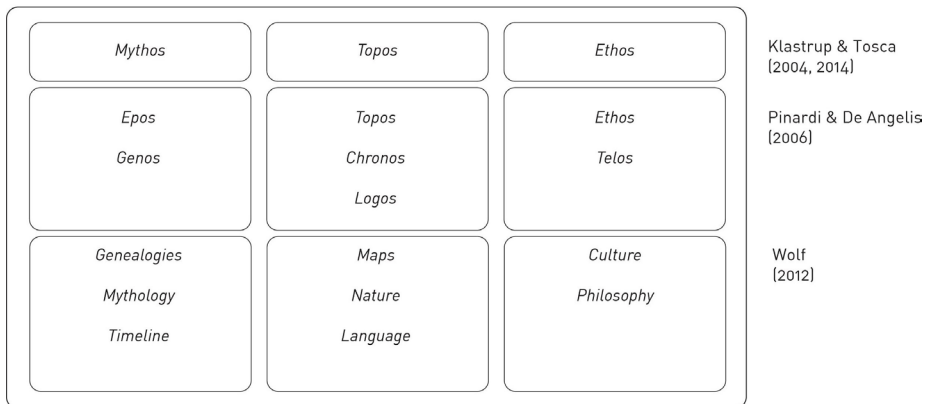 Mythos
Topos
Ethos
Klastrup & Tosca
(2004, 2014)
Epos
Genos
Topos
Chronos
Logos
Ethos
Telos
Pinardi & De Angelis
(2006)
Genealogies
Mythology
Timeline
Maps
Nature
Language
Culture
Philosophy
Wolf
(2012)